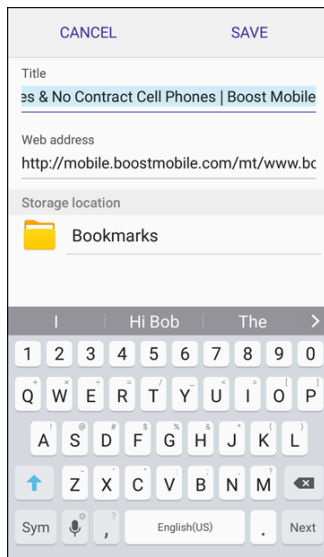 CANCEL SAVE
Title
es & No Contract Cell Phones | Boost Mobile
Web address
http://mobile.boostmobile.com/mt/www.bo
Storage location
Bookmarks
I Hi Bob The >
1 2 3 4 5 6 7 8 9 0
Q + W × E ÷ R = T / Y _ U < I > O [ P ]
A ! S @ D # F $ G % H & J * K ( L )
Z - X ' C " V : B ; N , M ?
Sym , ? English(US) . Next